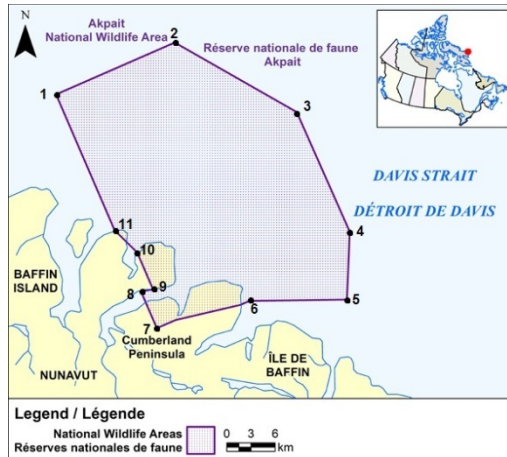 Akpait
National Wildlife Area
Réserve nationale de faune
Akpait
1
2
3
DAVIS STRAIT
DÉTROIT DE DAVIS
4
11
10
BAFFIN
ISLAND
9
8
5
6
7
Cumberland
Peninsula
ÎLE DE
BAFFIN
NUNAVUT
Legend / Légende
National Wildlife Areas
Réserves nationales de faune
0 3 6
km